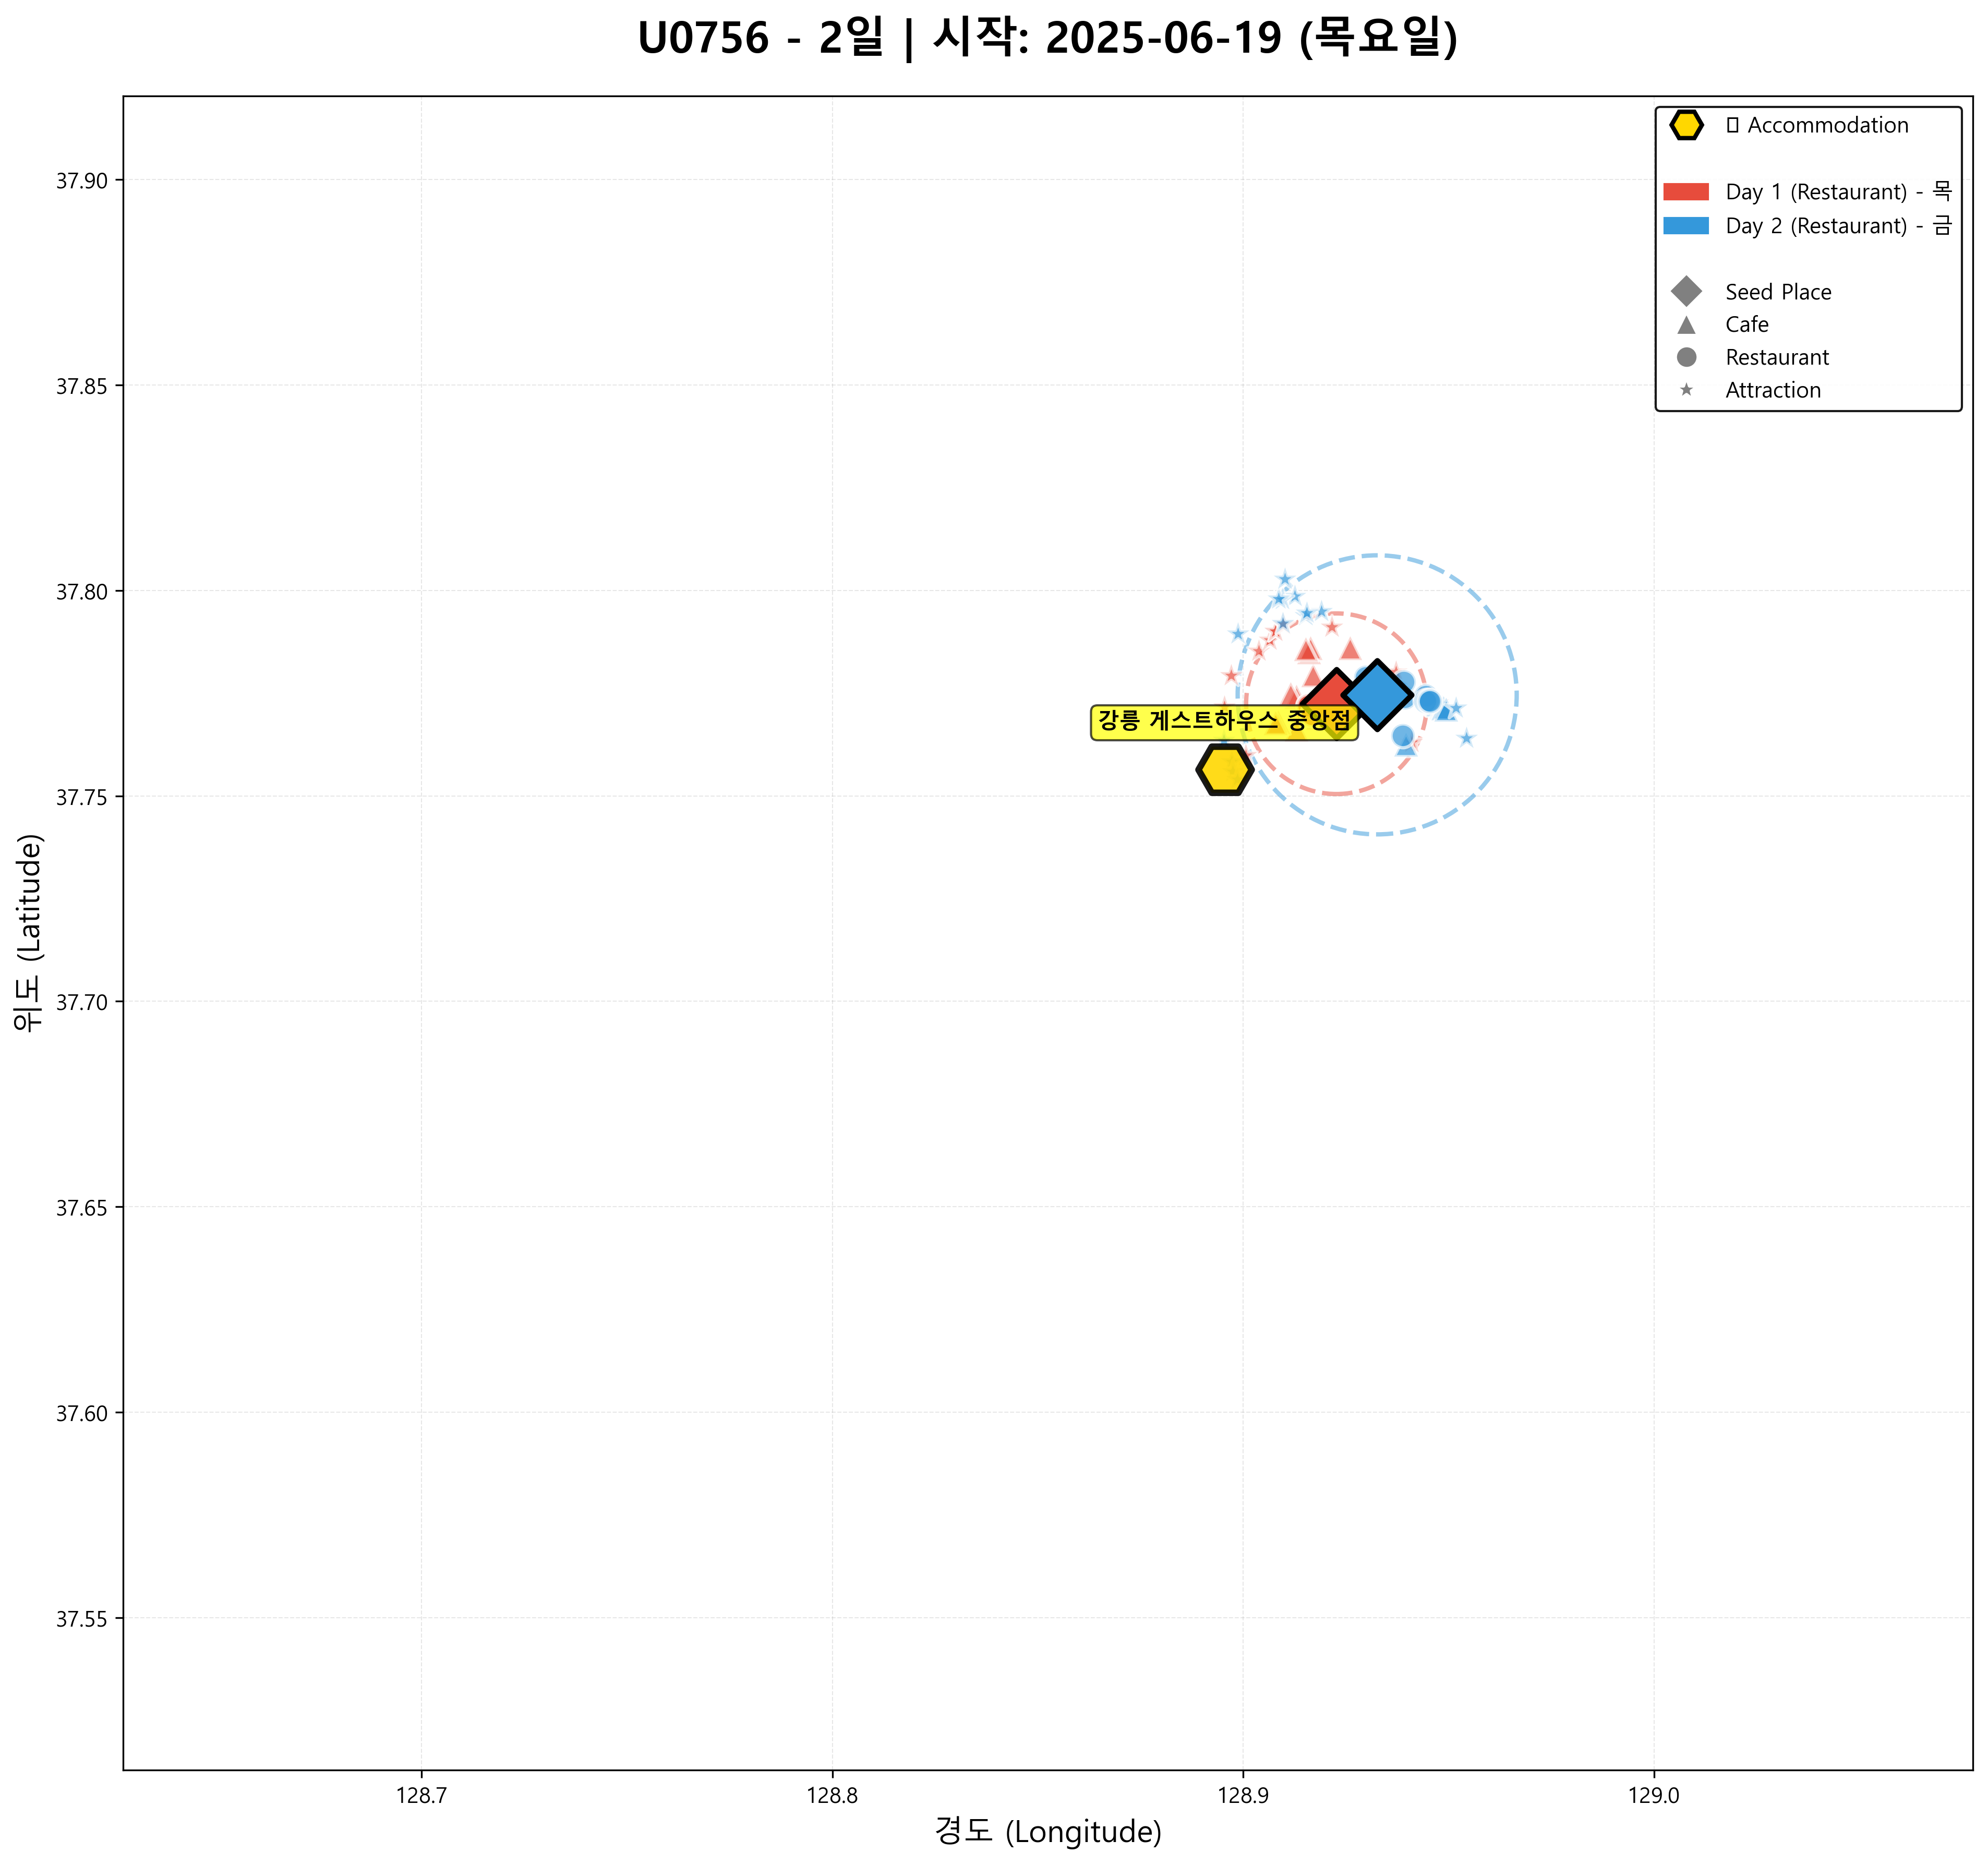 U0756 - 2일 | 시작: 2025-06-19 (목요일)
□ Accommodation
Day 1 (Restaurant) - 목
Day 2 (Restaurant) - 금
Seed Place
Cafe
Restaurant
Attraction
강릉 게스트하우스 중앙점
위도 (Latitude)
37.90
37.85
37.80
37.75
37.70
37.65
37.60
37.55
128.7
128.8
128.9
129.0
경도 (Longitude)